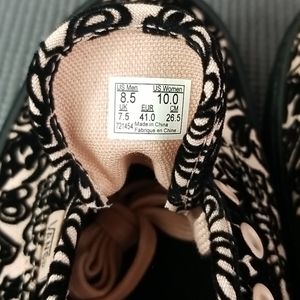 US Men US Women
8.5 10.0
UK EUR CM
7.5 41.0 26.5
721454 Made in China
Fabrique en Chine